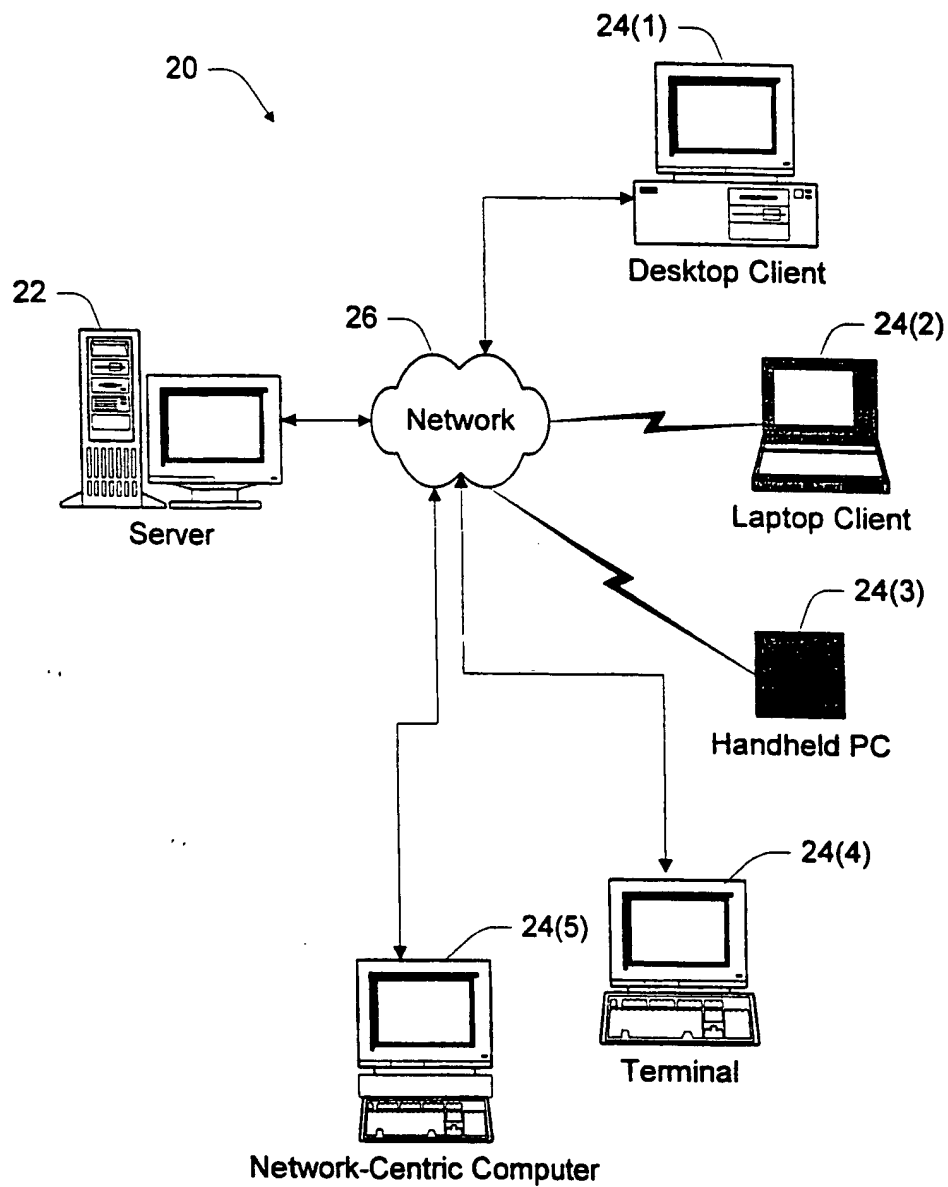 24(1)
20
Desktop Client
22
26
24(2)
Network
Server
Laptop Client
24(3)
Handheld PC
24(4)
24(5)
Terminal
Network-Centric Computer